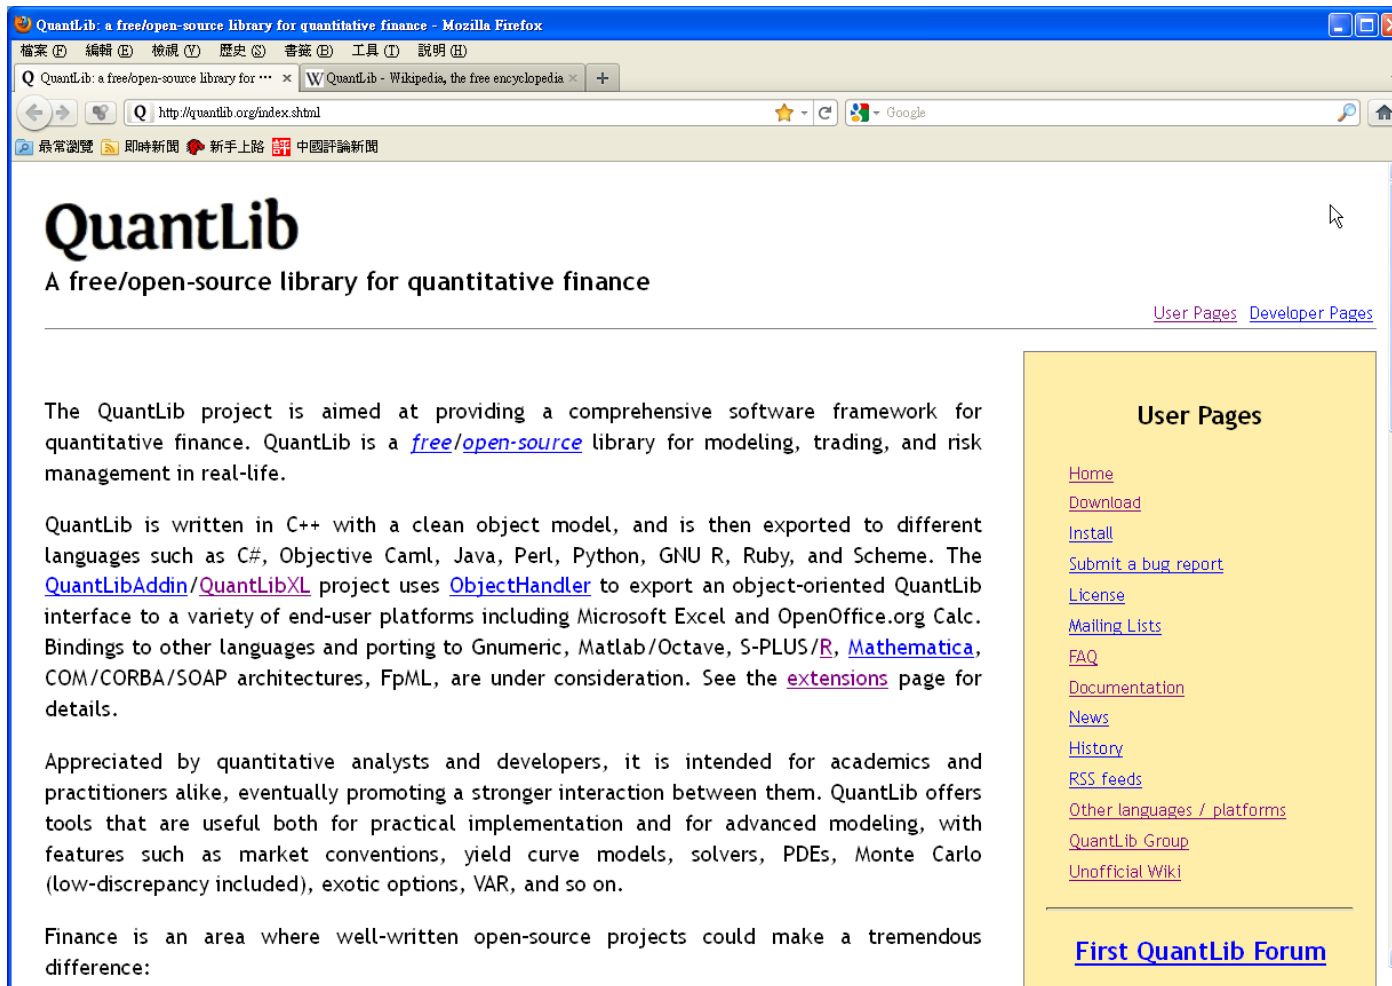 QuantLib: a free/open-source library for quantitative finance - Mozilla Firefox
檔案(F) 編輯(E) 檢視(V) 歷史(S) 書籤(B) 工具(T) 說明(H)
Q QuantLib: a free/open-source library for ··· × W QuantLib - Wikipedia, the free encyclopedia × +
Q http://quantlib.org/index.shtml Google
最常瀏覽 即時新聞 新手上路 評 中國評論新聞
QuantLib
A free/open-source library for quantitative finance
User Pages Developer Pages
The QuantLib project is aimed at providing a comprehensive software framework for
quantitative finance. QuantLib is a free/open-source library for modeling, trading, and risk
management in real-life.
QuantLib is written in C++ with a clean object model, and is then exported to different
languages such as C#, Objective Caml, Java, Perl, Python, GNU R, Ruby, and Scheme. The
QuantLibAddin/QuantLibXL project uses ObjectHandler to export an object-oriented QuantLib
interface to a variety of end-user platforms including Microsoft Excel and OpenOffice.org Calc.
Bindings to other languages and porting to Gnumeric, Matlab/Octave, S-PLUS/R, Mathematica,
COM/CORBA/SOAP architectures, FpML, are under consideration. See the extensions page for
details.
Appreciated by quantitative analysts and developers, it is intended for academics and
practitioners alike, eventually promoting a stronger interaction between them. QuantLib offers
tools that are useful both for practical implementation and for advanced modeling, with
features such as market conventions, yield curve models, solvers, PDEs, Monte Carlo
(low-discrepancy included), exotic options, VAR, and so on.
Finance is an area where well-written open-source projects could make a tremendous
difference:
User Pages
Home
Download
Install
Submit a bug report
License
Mailing Lists
FAQ
Documentation
News
History
RSS feeds
Other languages / platforms
QuantLib Group
Unofficial Wiki
First QuantLib Forum